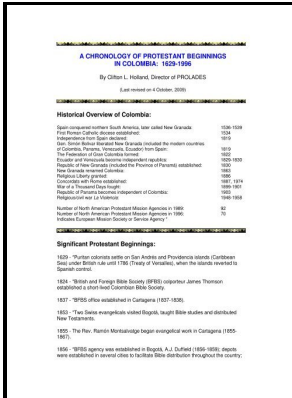 A CHRONOLOGY OF PROTESTANT BEGINNINGS
IN COLOMBIA: 1629-1996
By Clifton L. Holland, Director of PROLADES
(Last revised on 4 October, 2009)
Historical Overview of Colombia:
Spain conquered northern South America, later called New Granada: 1536-1539
First Roman Catholic diocese established: 1534
Independence from Spain declared: 1819
Gen. Simón Bolivar liberated New Granada (included the modern countries
of Colombia, Panama, Venezuela, Ecuador) from Spain: 1819
The Federation of Gran Colombia formed: 1822
Ecuador and Venezuela become independent republics: 1829-1830
Republic of New Granada (included the Province of Panamá) established: 1830
New Granada renamed Colombia: 1863
Religious Liberty granted: 1886
Concordats with Rome established: 1887, 1974
War of a Thousand Days fought: 1899-1901
Republic of Panama becomes independent of Colombia: 1903
Religious/civil war La Violencia: 1948-1958
Number of North American Protestant Mission Agencies in 1989: 82
Number of North American Protestant Mission Agencies in 1996: 70
Indicates European Mission Society or Service Agency *
Significant Protestant Beginnings:
1629 - *Puritan colonists settle on San Andrés and Providencia islands (Caribbean
Sea) under British rule until 1786 (Treaty of Versailles), when the islands reverted to
Spanish control.
1824 - *British and Foreign Bible Society (BFBS) colporteur James Thomson
established a short-lived Colombian Bible Society.
1837 - *BFBS office established in Cartagena (1837-1838).
1853 - *Two Swiss evangelicals visited Bogotá, taught Bible studies and distributed
New Testaments.
1855 - The Rev. Ramón Montsalvatge began evangelical work in Cartagena (1855-
1867).
1856 - *BFBS agency was established in Bogotá, A.J. Duffield (1856-1859); depots
were established in several cities to facilitate Bible distribution throughout the country;